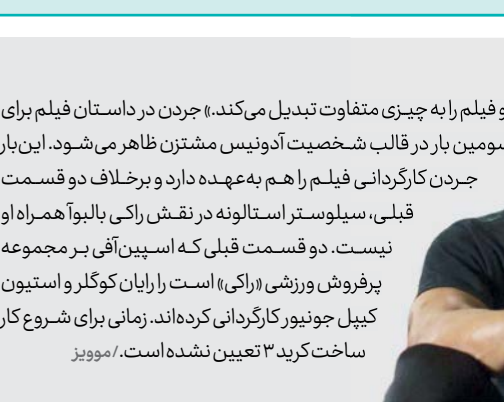 و فیلم را به چیزی متفاوت تبدیل می‌کند.» جردن در داستان فیلم برای
سومین بار در قالب شخصیت آدونیس مشتزن ظاهر می‌شود. این‌بار
جردن کارگردانی فیلم را هم به‌عهده دارد و برخلاف دو قسمت
قبلی، سیلوستر استالونه در نقش راکی بالبوآ همراه او
نیست. دو قسمت قبلی که اسپین‌آفی بر مجموعه
پرفروش ورزشی «راکی» است را رایان کوگلر و استیون
کیپل جونیور کارگردانی کرده‌اند. زمانی برای شروع کار
ساخت کرید ۳ تعیین نشده است./موویز